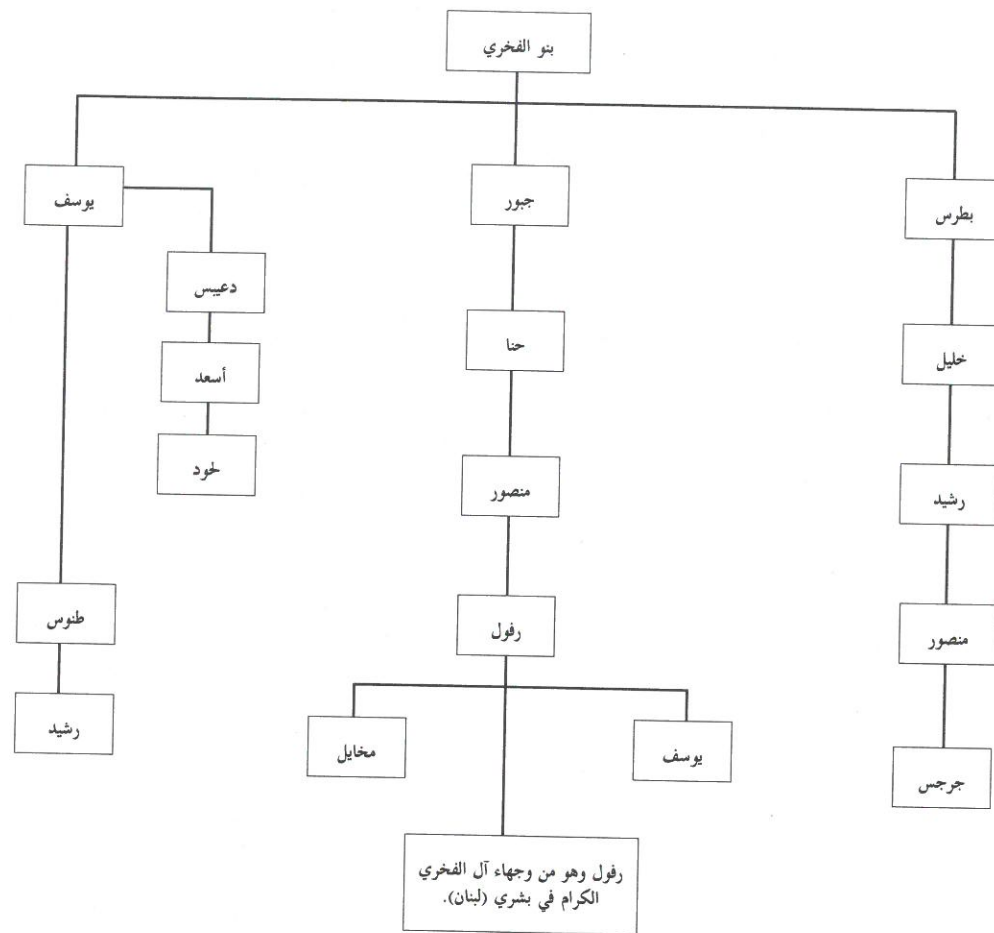 بنو الفخري
بطرس
جبور
يوسف
دعيبس
حنا
خليل
أسعد
لحود
منصور
رشيد
طنوس
رفول
منصور
رشيد
مخايل
يوسف
جرجس
رفول وهو من وجهاء آل الفخري
الكرام في بشري (لبنان).